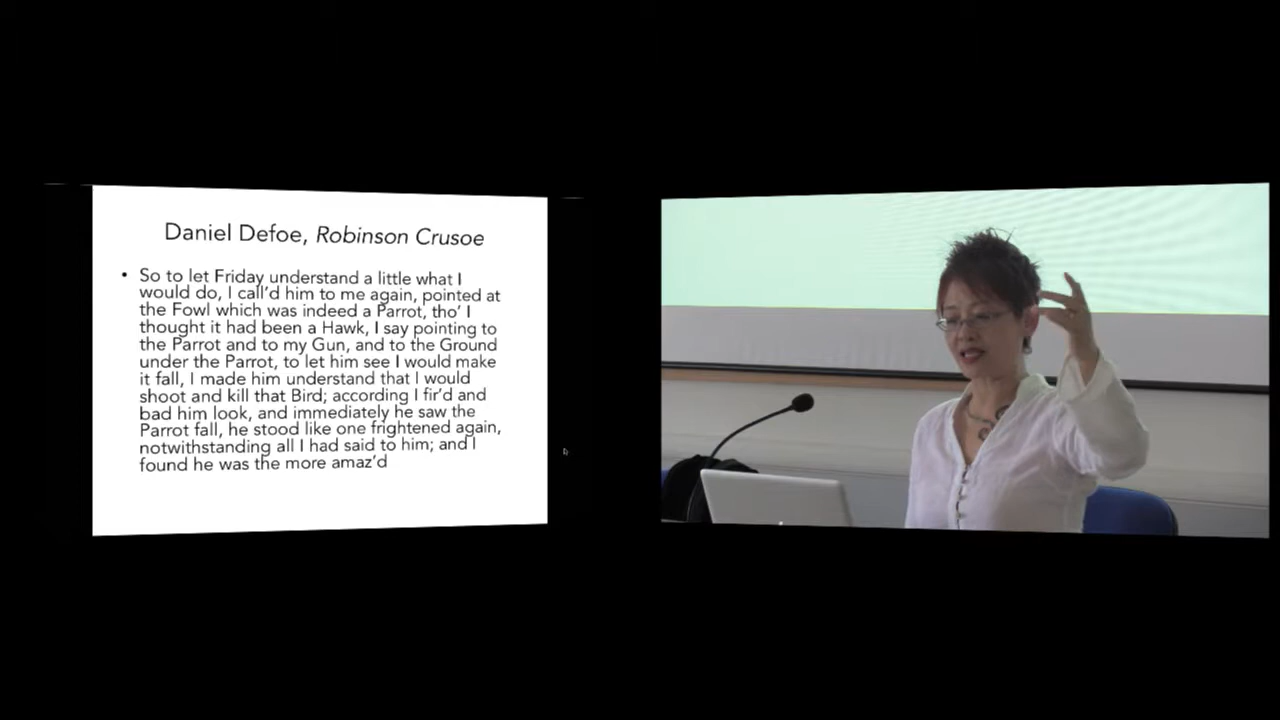 Daniel Defoe, Robinson Crusoe
• So to let Friday understand a little what I
would do, I call'd him to me again, pointed at
the Fowl which was indeed a Parrot, tho' I
thought it had been a Hawk, I say pointing to
the Parrot and to my Gun, and to the Ground
under the Parrot, to let him see I would make
it fall, I made him understand that I would
shoot and kill that Bird; according I fir'd and
bad him look, and immediately he saw the
Parrot fall, he stood like one frightened again,
notwithstanding all I had said to him; and I
found he was the more amaz'd